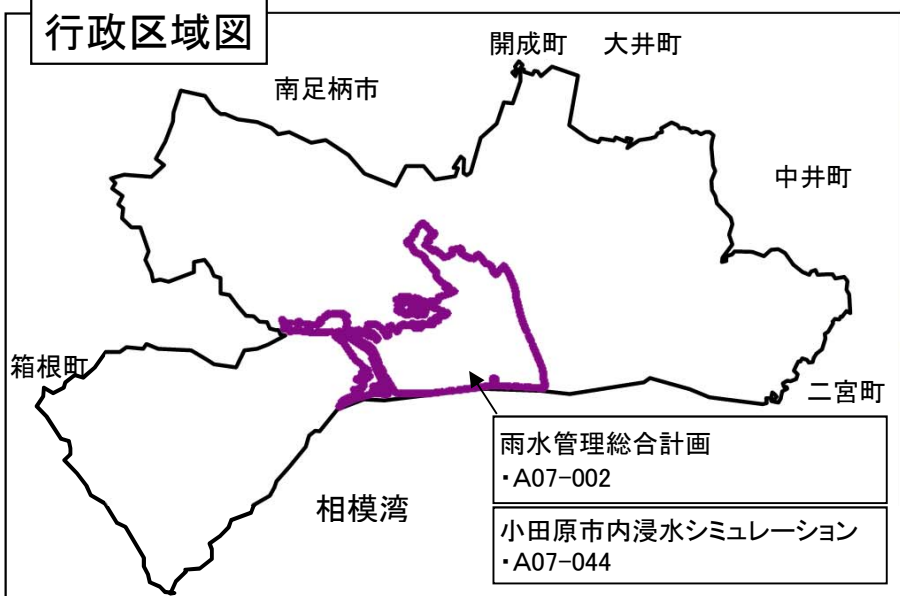 行政区域図
開成町
大井町
南足柄市
中井町
箱根町
二宮町
雨水管理総合計画
・A07-002
相模湾
小田原市内浸水シミュレーション
・A07-044